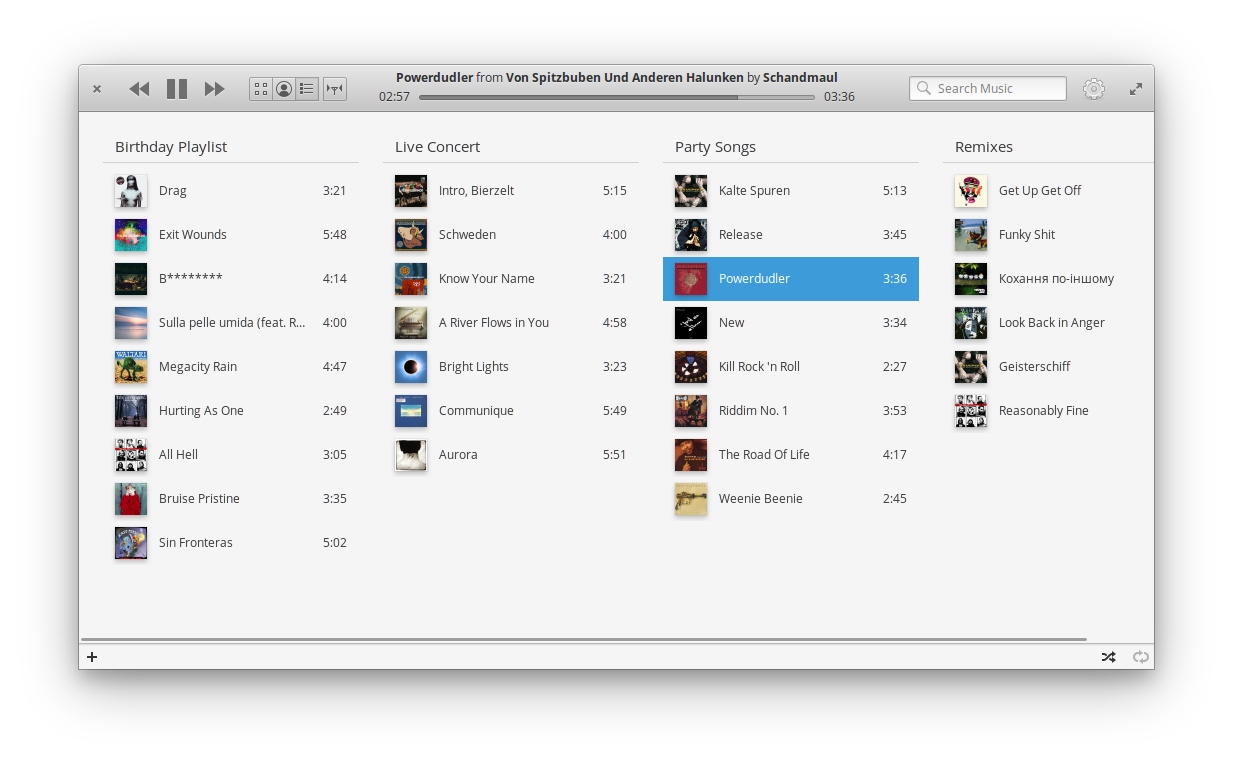 Powerdudler from Von Spitzbuben Und Anderen Halunken by Schandmaul
02:57
03:36
Search Music
Birthday Playlist
Drag 3:21
Exit Wounds 5:48
B******** 4:14
Sulla pelle umida (feat. R... 4:00
Megacity Rain 4:47
Hurting As One 2:49
All Hell 3:05
Bruise Pristine 3:35
Sin Fronteras 5:02
Live Concert
Intro, Bierzelt 5:15
Schweden 4:00
Know Your Name 3:21
A River Flows in You 4:58
Bright Lights 3:23
Communique 5:49
Aurora 5:51
Party Songs
Kalte Spuren 5:13
Release 3:45
Powerdudler 3:36
New 3:34
Kill Rock 'n Roll 2:27
Riddim No. 1 3:53
The Road Of Life 4:17
Weenie Beenie 2:45
Remixes
Get Up Get Off
Funky Shit
Кохання по-іншому
Look Back in Anger
Geisterschiff
Reasonably Fine
WALTARI